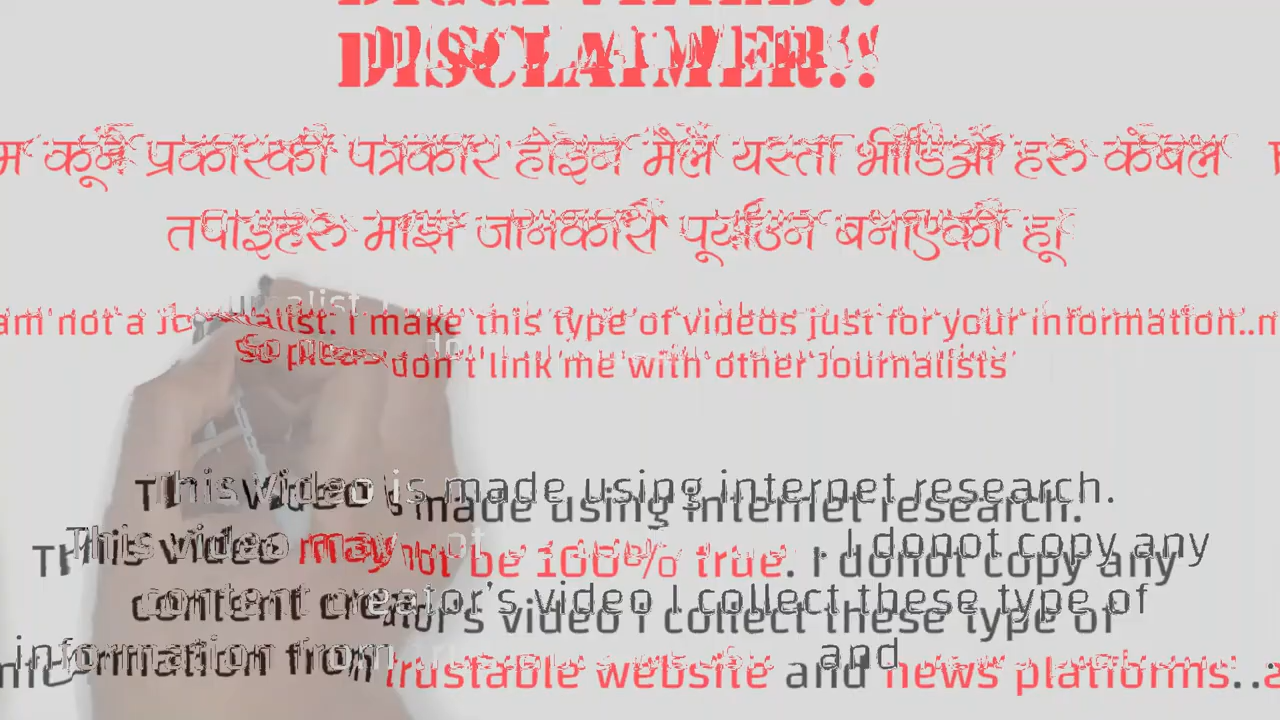 DISCLAIMER!!
म कूनै प्रकारको पत्रकार होइन मैले यस्ता भीडिओ हरु केबल
तपाइहरु माझ जानकारी पूर्याउन बनाएको हू
am not a Journalist. I make this type of videos just for your information..
So please don't link me with other Journalists
This video is made using internet research.
This video may not be 100% true. I donot copy any
content creator's video I collect these type of
information from trustable website and news platforms..